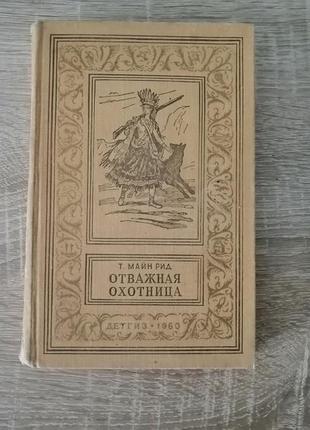 Т. МАЙН РИД
ОТВАЖНАЯ
ОХОТНИЦА
ДЕТГИЗ • 1960